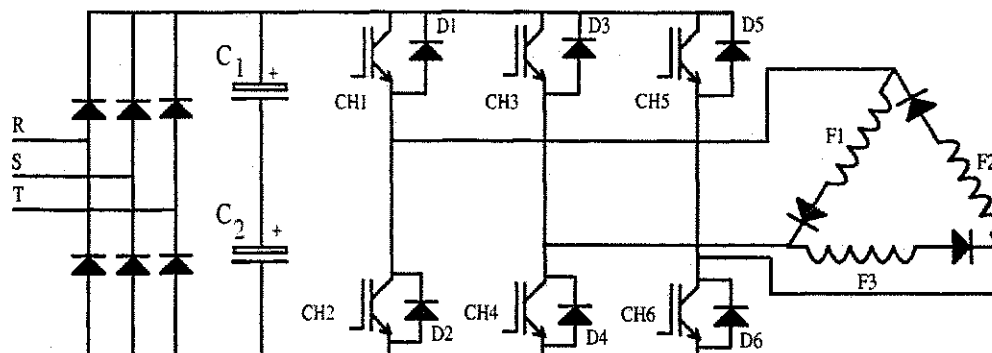 D1
D3
D5
C1
+
CH1
CH3
CH5
R
S
T
F1
F2
C2
+
F3
CH2
D2
CH4
D4
CH6
D6